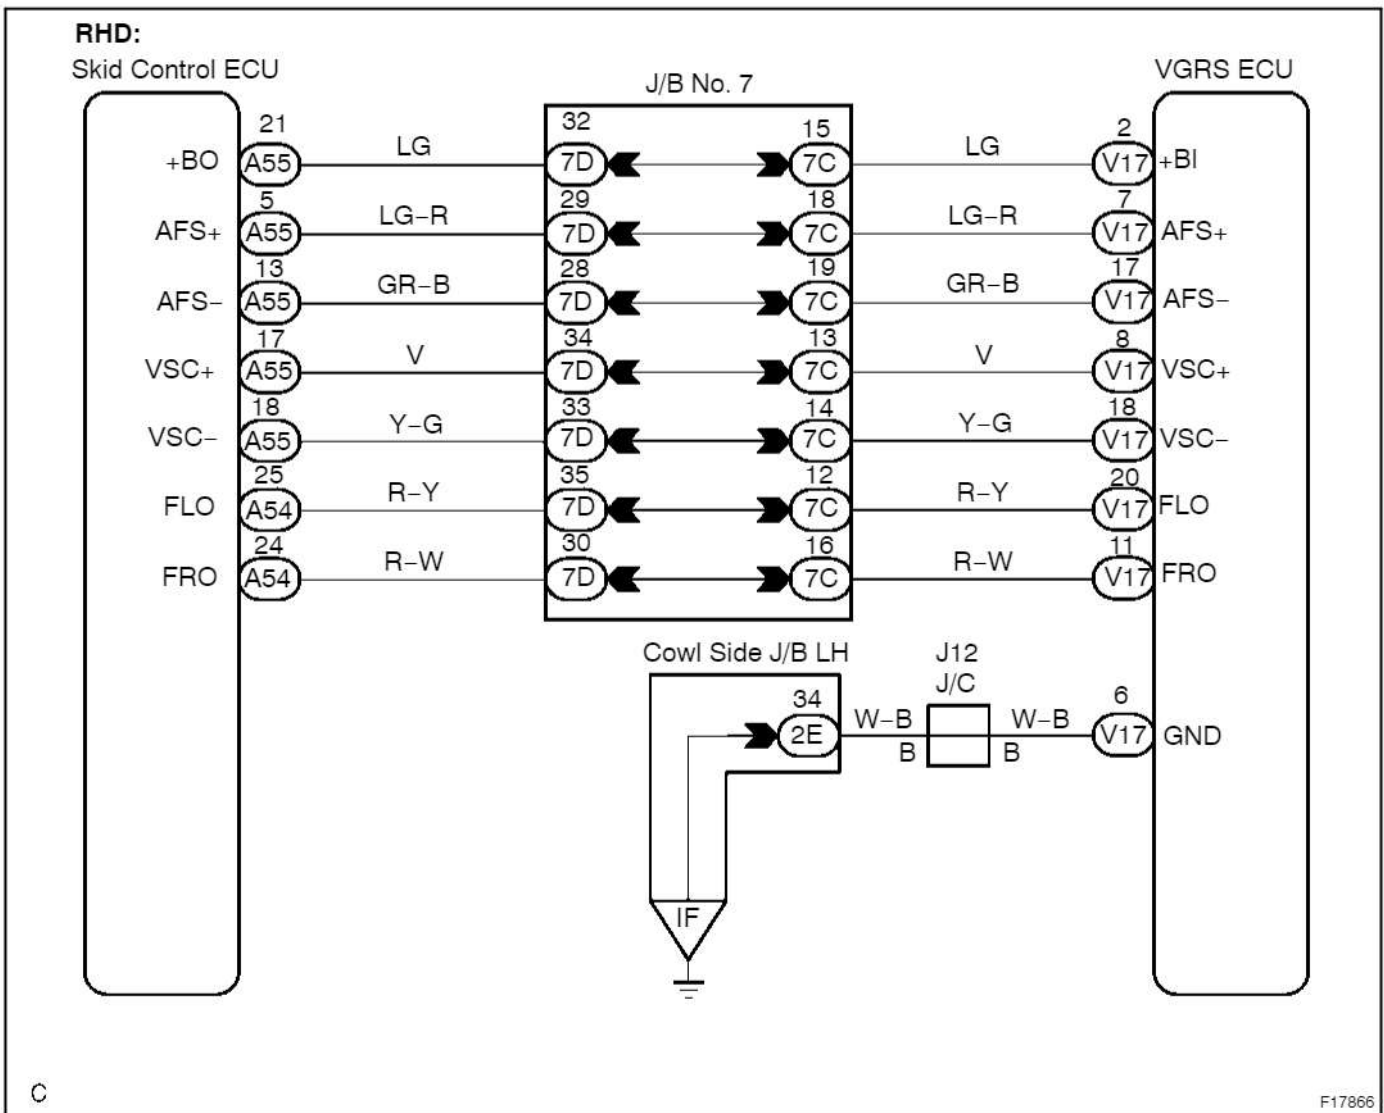 RHD:
Skid Control ECU
J/B No. 7
VGRS ECU
21 32 15 2
+BO A55 LG 7D 7C LG V17 +BI
5 29 18 7
AFS+ A55 LG-R 7D 7C LG-R V17 AFS+
13 28 19 17
AFS- A55 GR-B 7D 7C GR-B V17 AFS-
17 34 13 8
VSC+ A55 V 7D 7C V V17 VSC+
18 33 14 18
VSC- A55 Y-G 7D 7C Y-G V17 VSC-
25 35 12 20
FLO A54 R-Y 7D 7C R-Y V17 FLO
24 30 16 11
FRO A54 R-W 7D 7C R-W V17 FRO
Cowl Side J/B LH J12
J/C
34 6
2E W-B W-B V17 GND
B B
IF
C
F17866